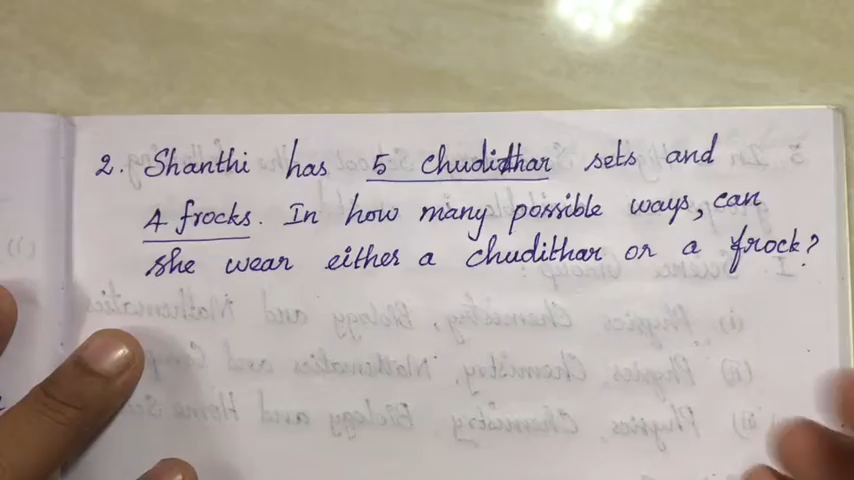 2. Shanthi has 5 chudithar sets and
4 frocks. In how many possible ways, can
she wear either a chudithar or a frock?